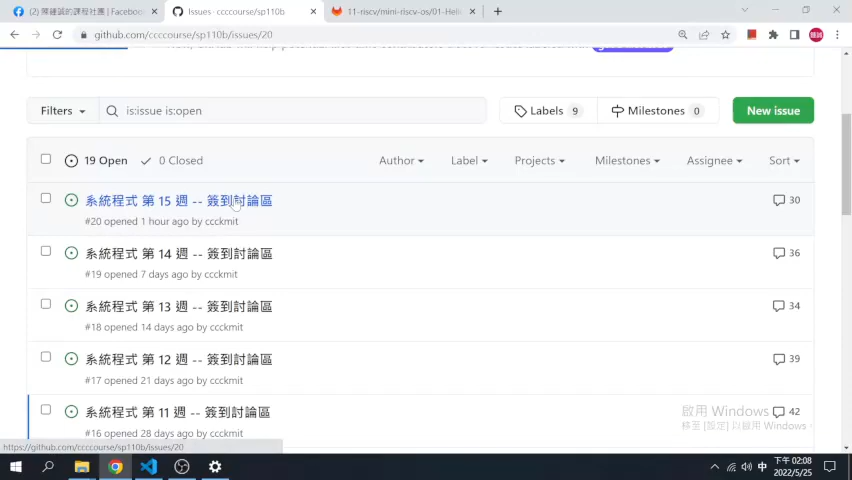 (2) 陳鍾誠的課程社團 | Facebook
Issues · ccccourse/sp110b
11-riscv/mini-riscv-os/01-Hello
github.com/ccccourse/sp110b/issues/20
Filters
is:issue is:open
Labels 9
Milestones 0
New issue
19 Open
0 Closed
Author
Label
Projects
Milestones
Assignee
Sort
系統程式 第 15 週 -- 簽到討論區
30
#20 opened 1 hour ago by ccckmit
系統程式 第 14 週 -- 簽到討論區
36
#19 opened 7 days ago by ccckmit
系統程式 第 13 週 -- 簽到討論區
34
#18 opened 14 days ago by ccckmit
系統程式 第 12 週 -- 簽到討論區
39
#17 opened 21 days ago by ccckmit
系統程式 第 11 週 -- 簽到討論區
42
#16 opened 28 days ago by ccckmit
啟用 Windows
移至 [設定] 以啟用 Windows。
https://github.com/ccccourse/sp110b/issues/20
中
下午 02:08
2022/5/25